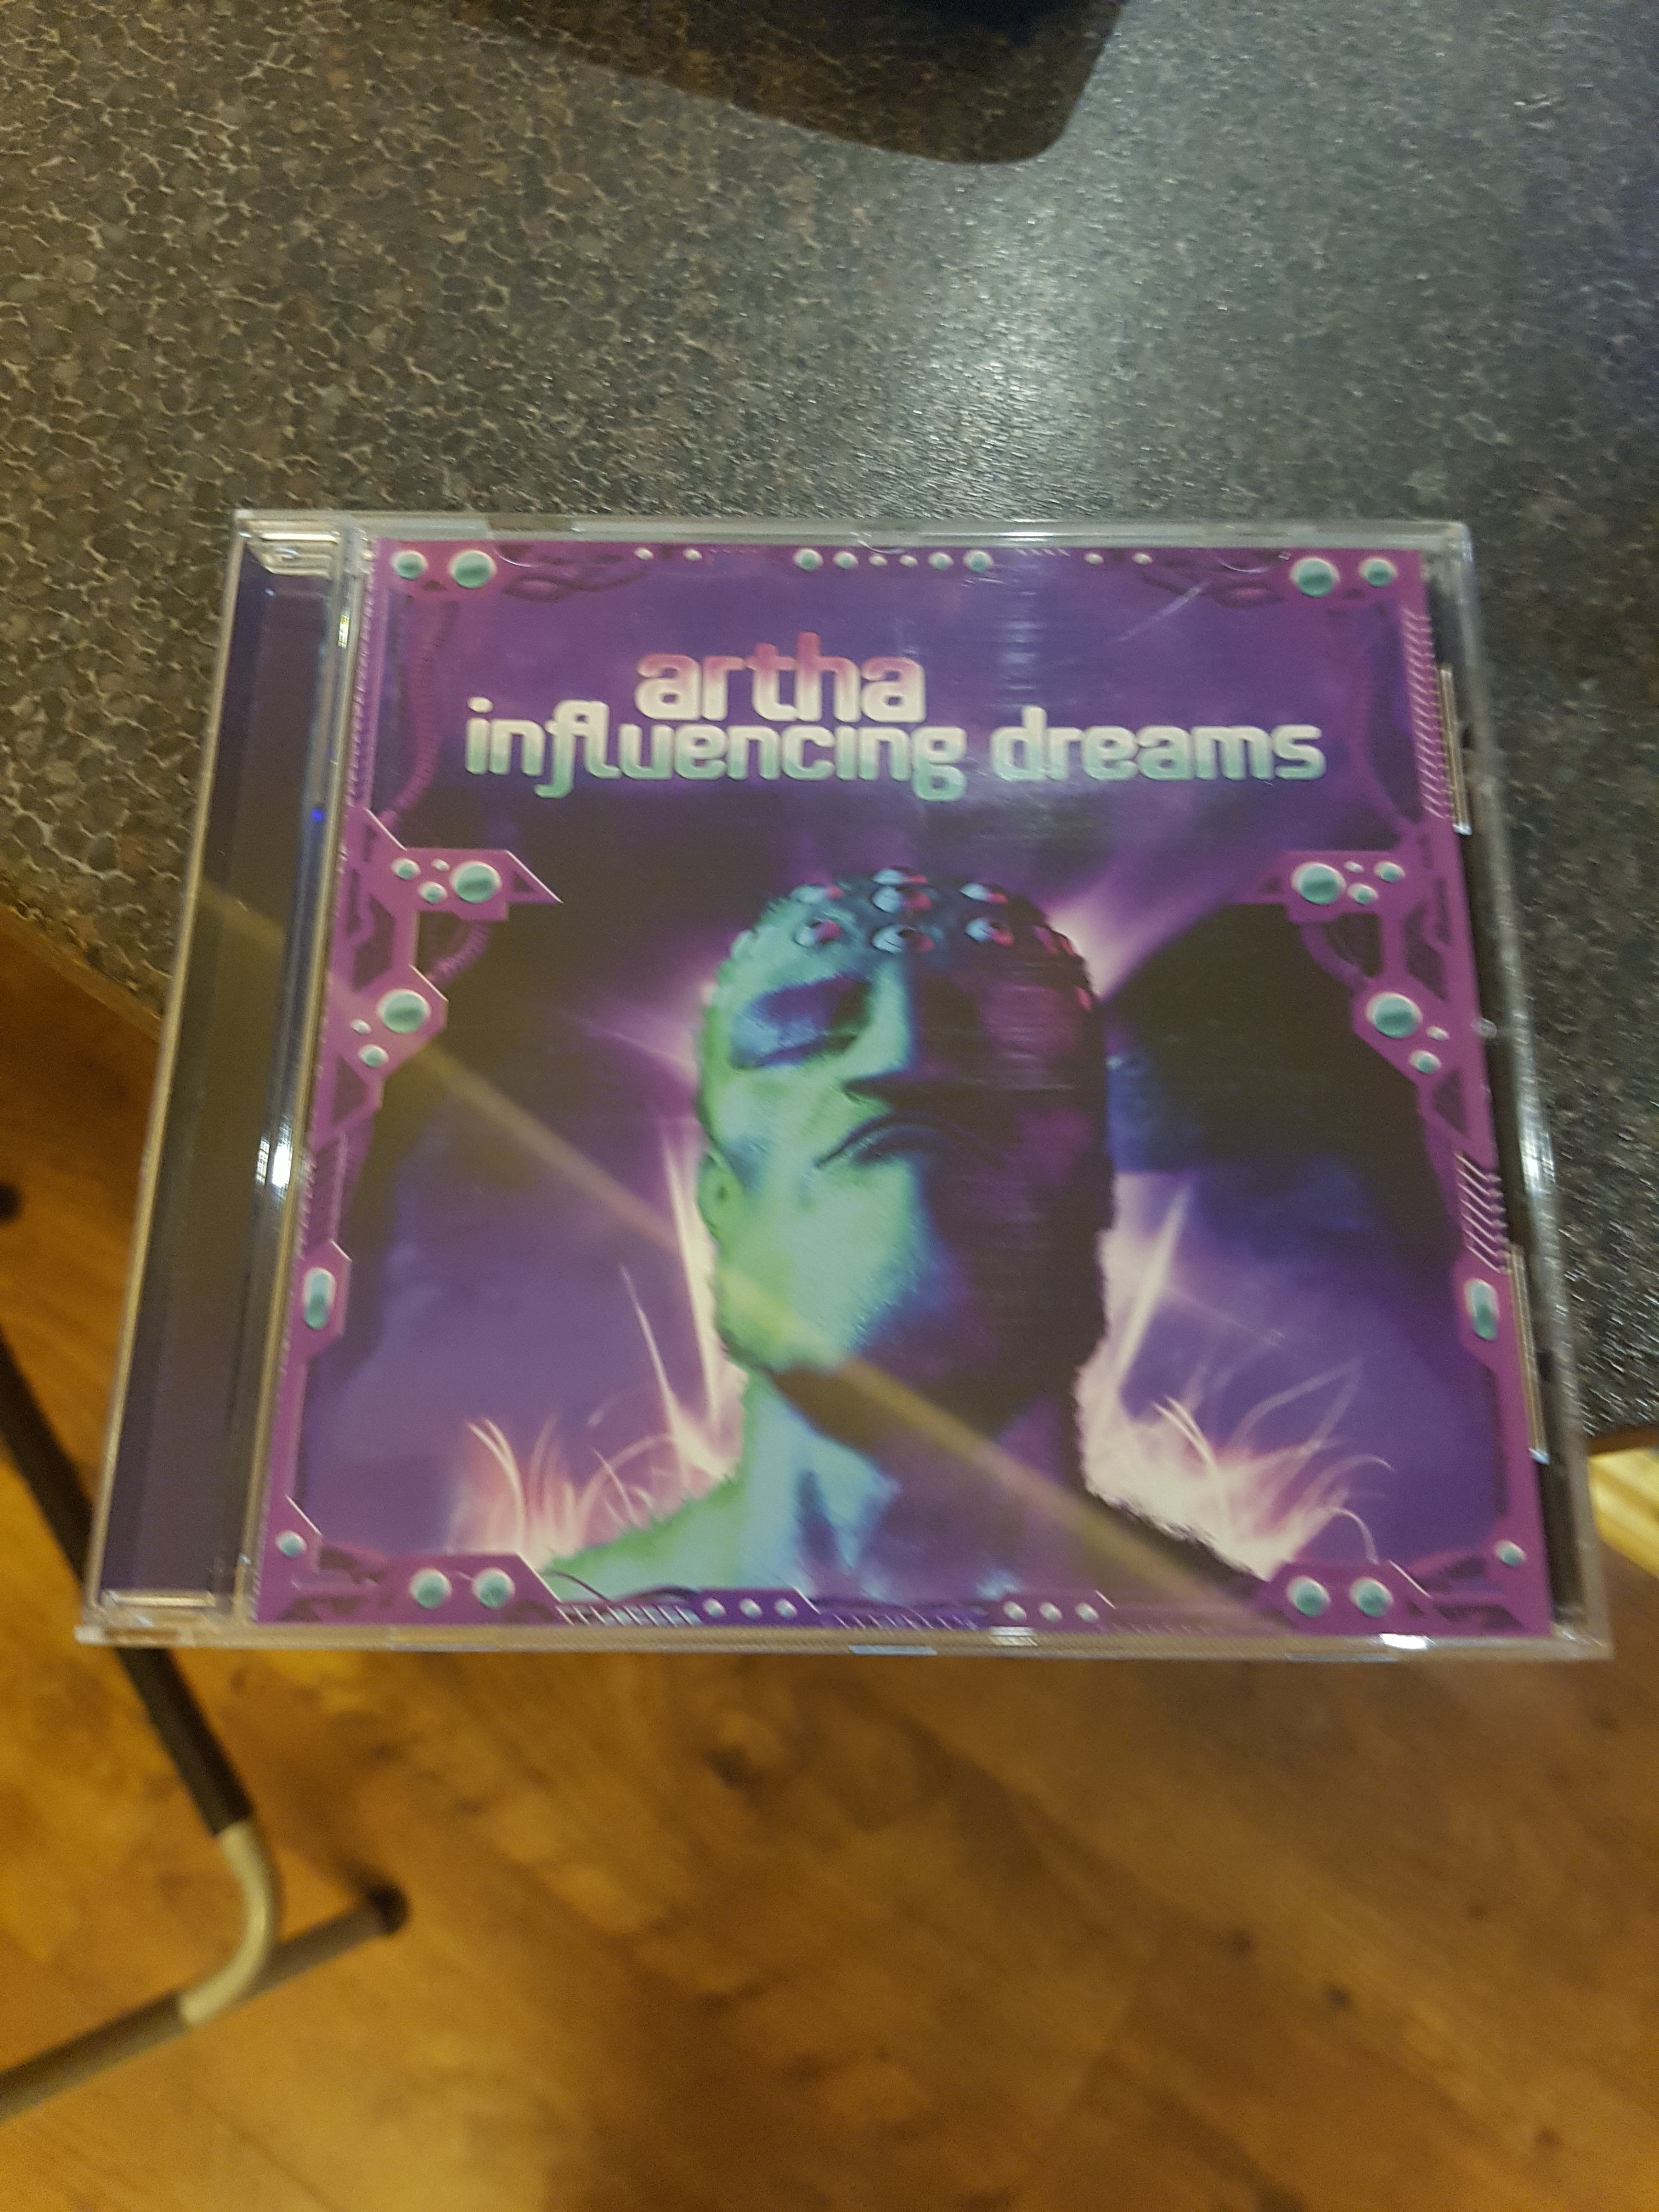 artha
influencing dreams